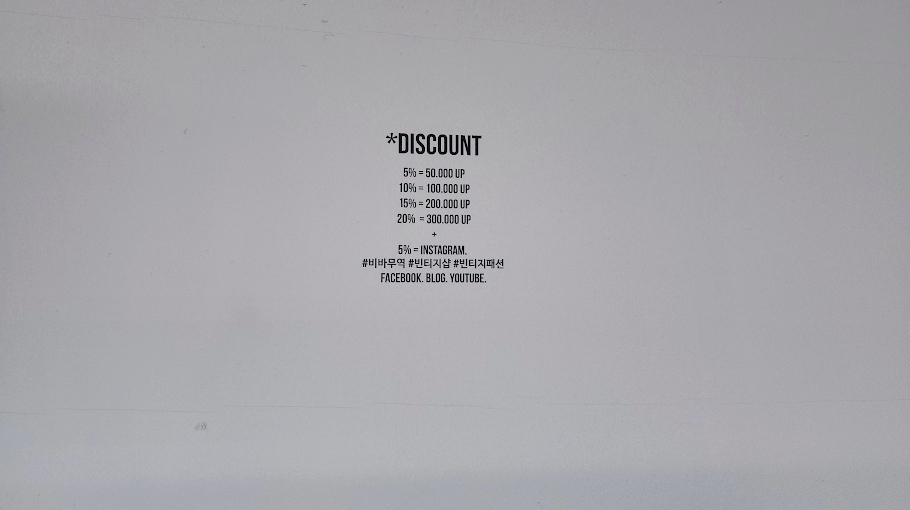 *DISCOUNT
5% = 50.000 UP
10% = 100.000 UP
15% = 200.000 UP
20% = 300.000 UP
+
5% = INSTAGRAM.
#비바무역 #빈티지샵 #빈티지패션
FACEBOOK. BLOG. YOUTUBE.